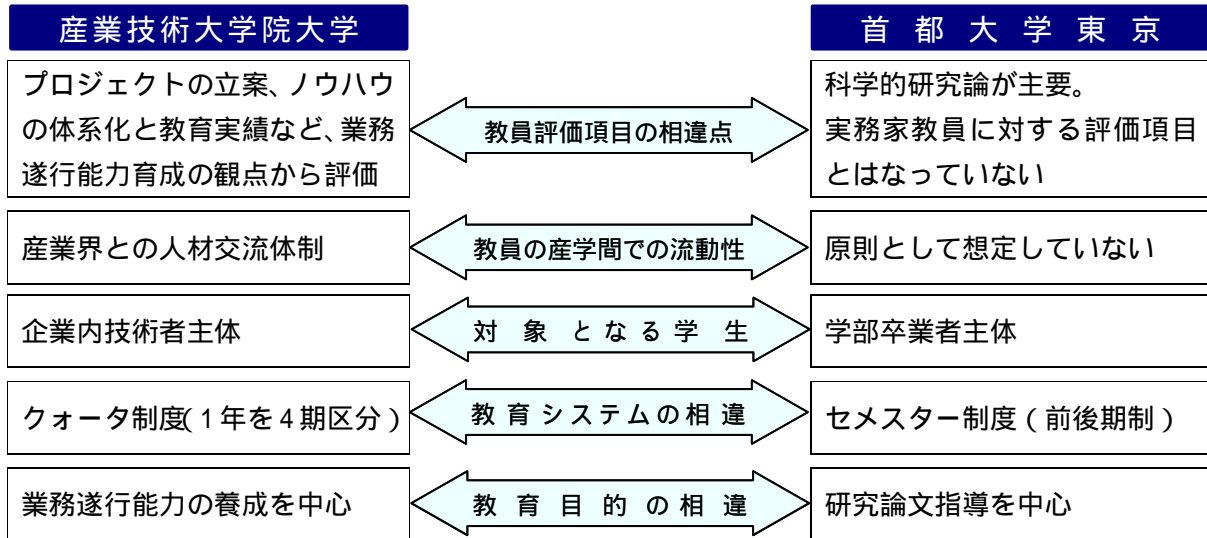 産業技術大学院大学
首都大学東京
プロジェクトの立案、ノウハウ
の体系化と教育実績など、業務
遂行能力育成の観点から評価
教員評価項目の相違点
科学的研究論が主要。
実務家教員に対する評価項目
とはなっていない
産業界との人材交流体制
教員の産学間での流動性
原則として想定していない
企業内技術者主体
対象となる学生
学部卒業者主体
クォータ制度(1年を4期区分)
教育システムの相違
セメスター制度(前後期制)
業務遂行能力の養成を中心
教育目的の相違
研究論文指導を中心